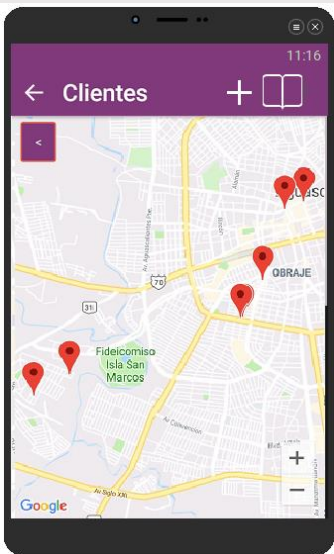 11:16
Clientes
<
Av. Aguascalientes Pte.
70
31
OBRAJE
Fideicomiso
Isla San
Marcos
Av. Convención
Av. Siglo XXI
+
−
Google